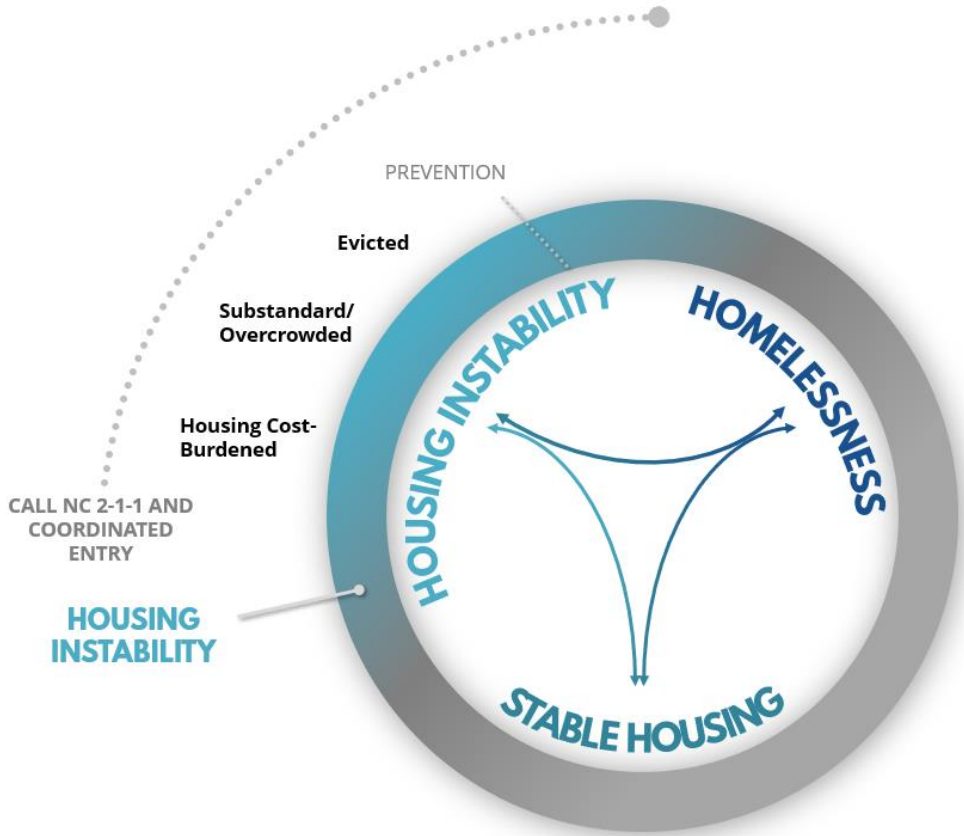 PREVENTION
Evicted
Substandard/
Overcrowded
Housing Cost-
Burdened
CALL NC 2-1-1 AND
COORDINATED
ENTRY
HOUSING
INSTABILITY
HOUSING INSTABILITY
HOMELESSNESS
STABLE HOUSING